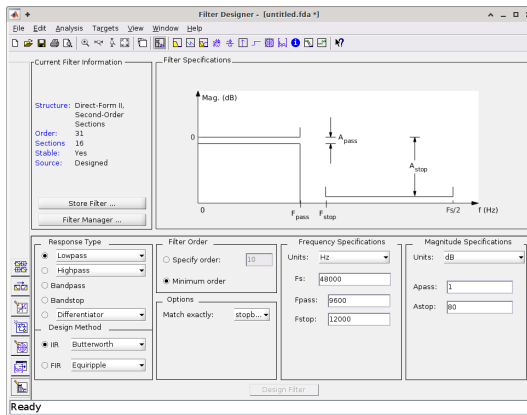 Filter Designer - [untitled.fda *]
File Edit Analysis Targets View Window Help
Current Filter Information
Structure: Direct-Form II, Second-Order Sections
Order: 31
Sections 16
Stable: Yes
Source: Designed
Store Filter ...
Filter Manager ...
Filter Specifications
Mag. (dB)
0
Apass
Astop
0
Fpass
Fstop
Fs/2
f (Hz)
Response Type
Lowpass
Highpass
Bandpass
Bandstop
Differentiator
Design Method
IIR Butterworth
FIR Equiripple
Filter Order
Specify order: 10
Minimum order
Options
Match exactly: stopb...
Frequency Specifications
Units: Hz
Fs: 48000
Fpass: 9600
Fstop: 12000
Magnitude Specifications
Units: dB
Apass: 1
Astop: 80
Design Filter
Ready